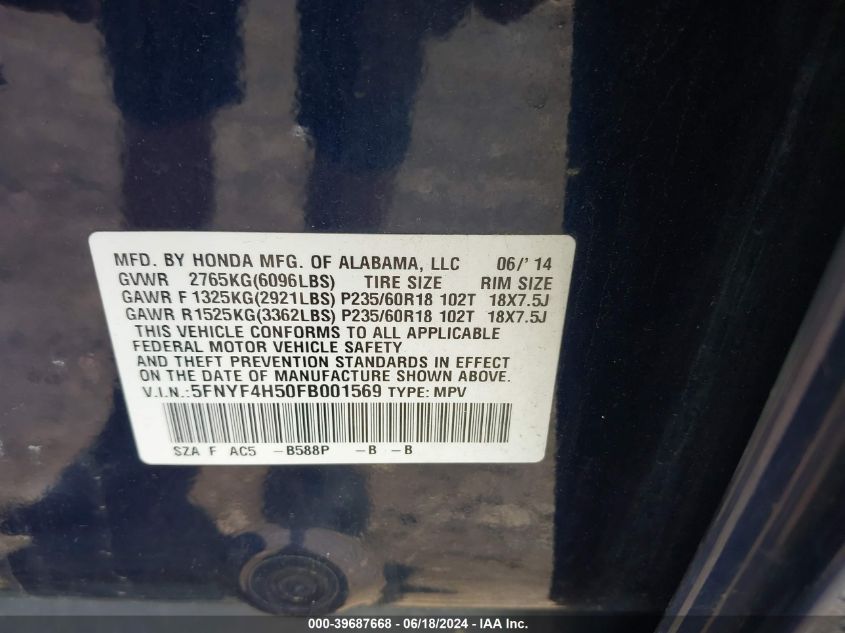 MFD. BY HONDA MFG. OF ALABAMA, LLC 06/'14
GVWR 2765KG(6096LBS) TIRE SIZE RIM SIZE
GAWR F 1325KG(2921LBS) P235/60R18 102T 18X7.5J
GAWR R1525KG(3362LBS) P235/60R18 102T 18X7.5J
THIS VEHICLE CONFORMS TO ALL APPLICABLE
FEDERAL MOTOR VEHICLE SAFETY
AND THEFT PREVENTION STANDARDS IN EFFECT
ON THE DATE OF MANUFACTURE SHOWN ABOVE.
V.I.N.:5FNYF4H50FB001569 TYPE: MPV
SZA F AC5 -B588P -B -B
000-39687668 - 06/18/2024 - IAA Inc.